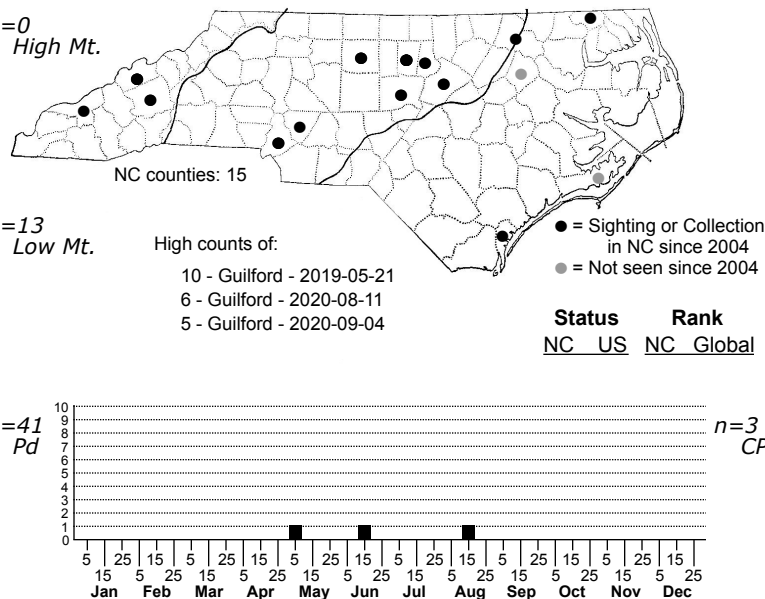 =0
High Mt.
NC counties: 15
=13
Low Mt.
High counts of:
10 - Guilford - 2019-05-21
6 - Guilford - 2020-08-11
5 - Guilford - 2020-09-04
= Sighting or Collection
in NC since 2004
= Not seen since 2004
Status Rank
NC US NC Global
=41
Pd
n=3
CP
10
9
8
7
6
5
4
3
2
1
0
5 25 15 5 25 15 5 25 15 5 25 15 5 25 15 5 25 15
15 5 25 15 5 25 15 5 25 15 5 25 15 5 25 15 5 25
Jan Feb Mar Apr May Jun Jul Aug Sep Oct Nov Dec